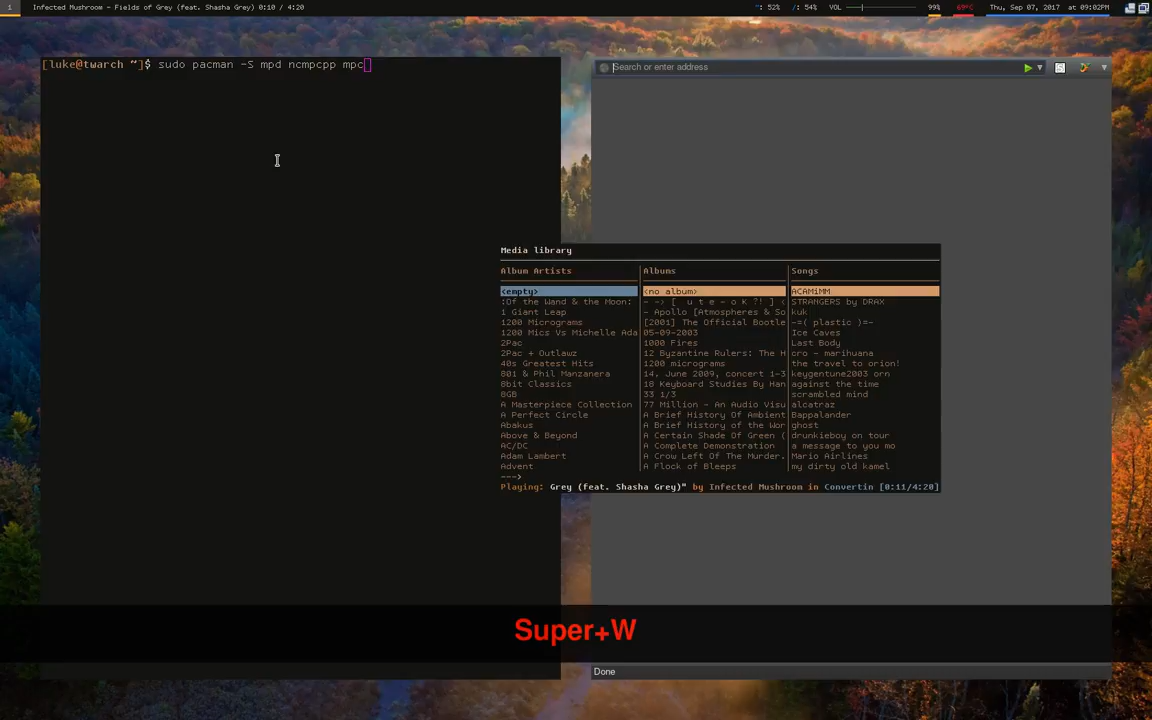 1 Infected Mushroom - Fields of Grey (feat. Shasha Grey) 0:10 / 4:20 ~: 52% /: 54% VOL 99% 69°C Thu, Sep 07, 2017 at 09:02PM
[luke@twarch ~]$ sudo pacman -S mpd ncmpcpp mpc
Search or enter address
Media library
Album Artists Albums Songs
<empty> <no album> ACAMiMM
:Of the Wand & the Moon: - -> [ u t e - o K ?! ] < STRANGERS by DRAX
1 Giant Leap - Apollo [Atmospheres & So kuk
1200 Micrograms [2001] The Official Bootle -=( plastic )=-
1200 Mics Vs Michelle Ada 05-09-2003 Ice Caves
2Pac 1000 Fires Last Body
2Pac + Outlawz 12 Byzantine Rulers: The H cro - marihuana
40s Greatest Hits 1200 micrograms the travel to orion!
801 & Phil Manzanera 14. June 2009, concert 1-3 keygentune2003 orn
8bit Classics 18 Keyboard Studies By Han against the time
8GB 33 1/3 scrambled mind
A Masterpiece Collection 77 Million - An Audio Visu alcatraz
A Perfect Circle A Brief History Of Ambient Bappalander
Abakus A Brief History of the Wor ghost
Above & Beyond A Certain Shade Of Green ( drunkieboy on tour
AC/DC A Complete Demonstration a message to you mo
Adam Lambert A Crow Left Of The Murder. Mario Airlines
Advent A Flock of Bleeps my dirty old kamel
--->
Playing: Grey (feat. Shasha Grey)" by Infected Mushroom in Convertin [0:11/4:20]
Super+W
Done